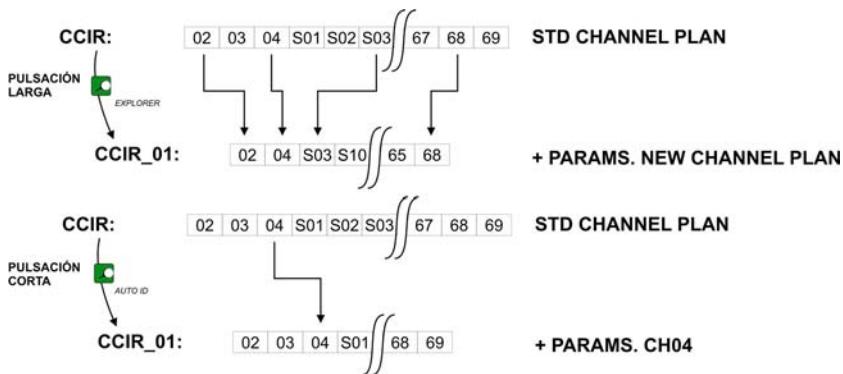 CCIR: 02 03 04 S01 S02 S03 67 68 69 STD CHANNEL PLAN
PULSACIÓN
LARGA
EXPLORER
CCIR_01: 02 04 S03 S10 65 68 + PARAMS. NEW CHANNEL PLAN
CCIR: 02 03 04 S01 S02 S03 67 68 69 STD CHANNEL PLAN
PULSACIÓN
CORTA
AUTO ID
CCIR_01: 02 03 04 S01 68 69 + PARAMS. CH04